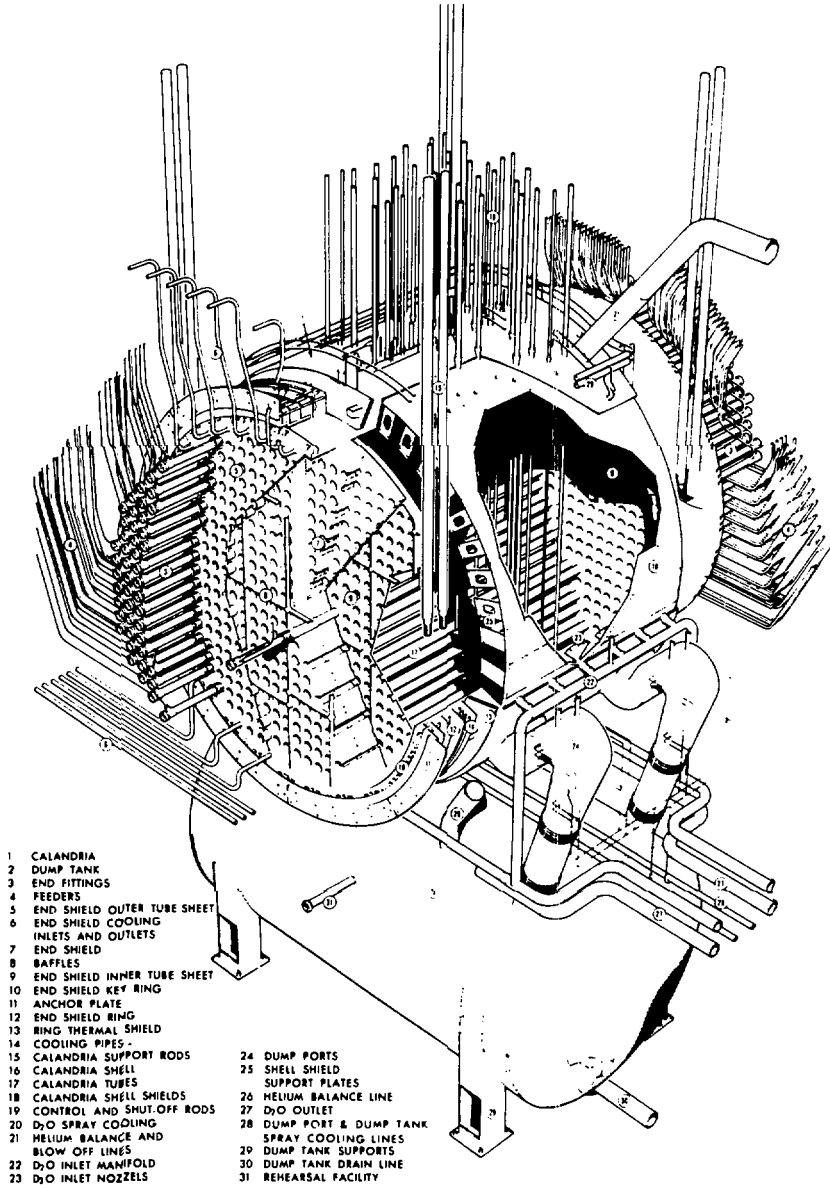 1 CALANDRIA
2 DUMP TANK
3 END FITTINGS
4 FEEDERS
5 END SHIELD OUTER TUBE SHEET
6 END SHIELD COOLING
INLETS AND OUTLETS
7 END SHIELD
8 BAFFLES
9 END SHIELD INNER TUBE SHEET
10 END SHIELD KEY RING
11 ANCHOR PLATE
12 END SHIELD RING
13 RING THERMAL SHIELD
14 COOLING PIPES -
15 CALANDRIA SUPPORT RODS
16 CALANDRIA SHELL
17 CALANDRIA TUBES
18 CALANDRIA SHELL SHIELDS
19 CONTROL AND SHUT-OFF RODS
20 D2O SPRAY COOLING
21 HELIUM BALANCE AND
BLOW OFF LINES
22 D2O INLET MANIFOLD
23 D2O INLET NOZZELS
24 DUMP PORTS
25 SHELL SHIELD
SUPPORT PLATES
26 HELIUM BALANCE LINE
27 D2O OUTLET
28 DUMP PORT & DUMP TANK
SPRAY COOLING LINES
29 DUMP TANK SUPPORTS
30 DUMP TANK DRAIN LINE
31 REHEARSAL FACILITY